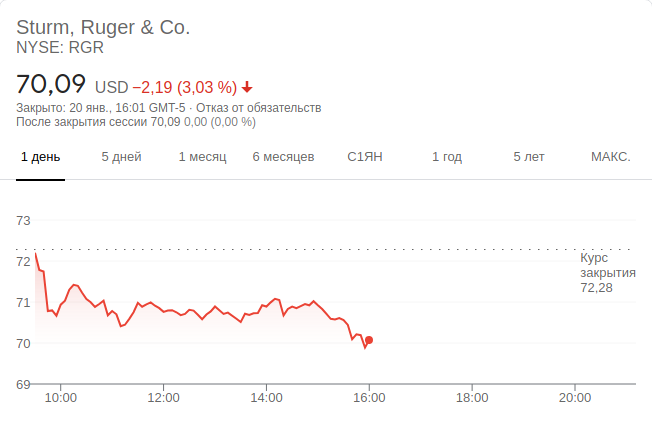 Sturm, Ruger & Co.
NYSE: RGR
70,09 USD −2,19 (3,03 %)
Закрыто: 20 янв., 16:01 GMT-5 · Отказ от обязательств
После закрытия сессии 70,09 0,00 (0,00 %)
1 день 5 дней 1 месяц 6 месяцев С1ЯН 1 год 5 лет МАКС.
73
72
71
70
69
Курс
закрытия
72,28
10:00 12:00 14:00 16:00 18:00 20:00